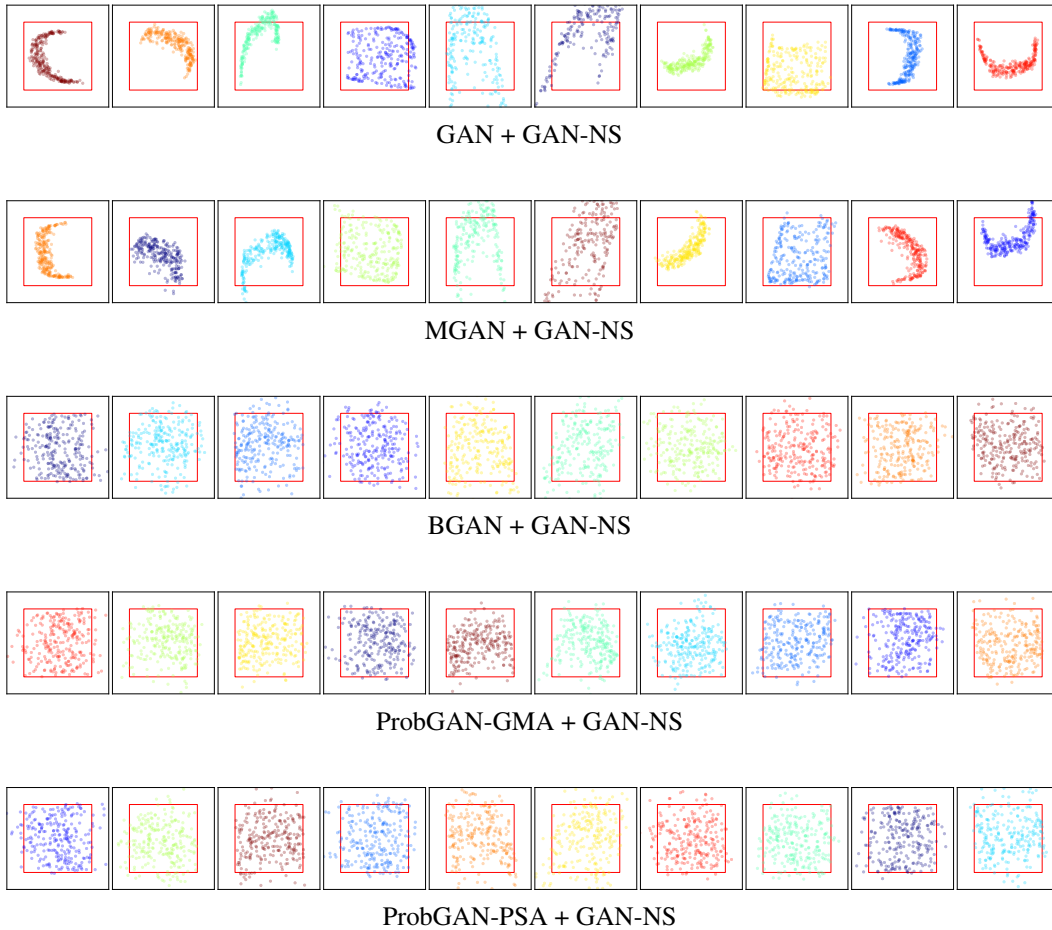 GAN + GAN-NS
MGAN + GAN-NS
BGAN + GAN-NS
ProbGAN-GMA + GAN-NS
ProbGAN-PSA + GAN-NS